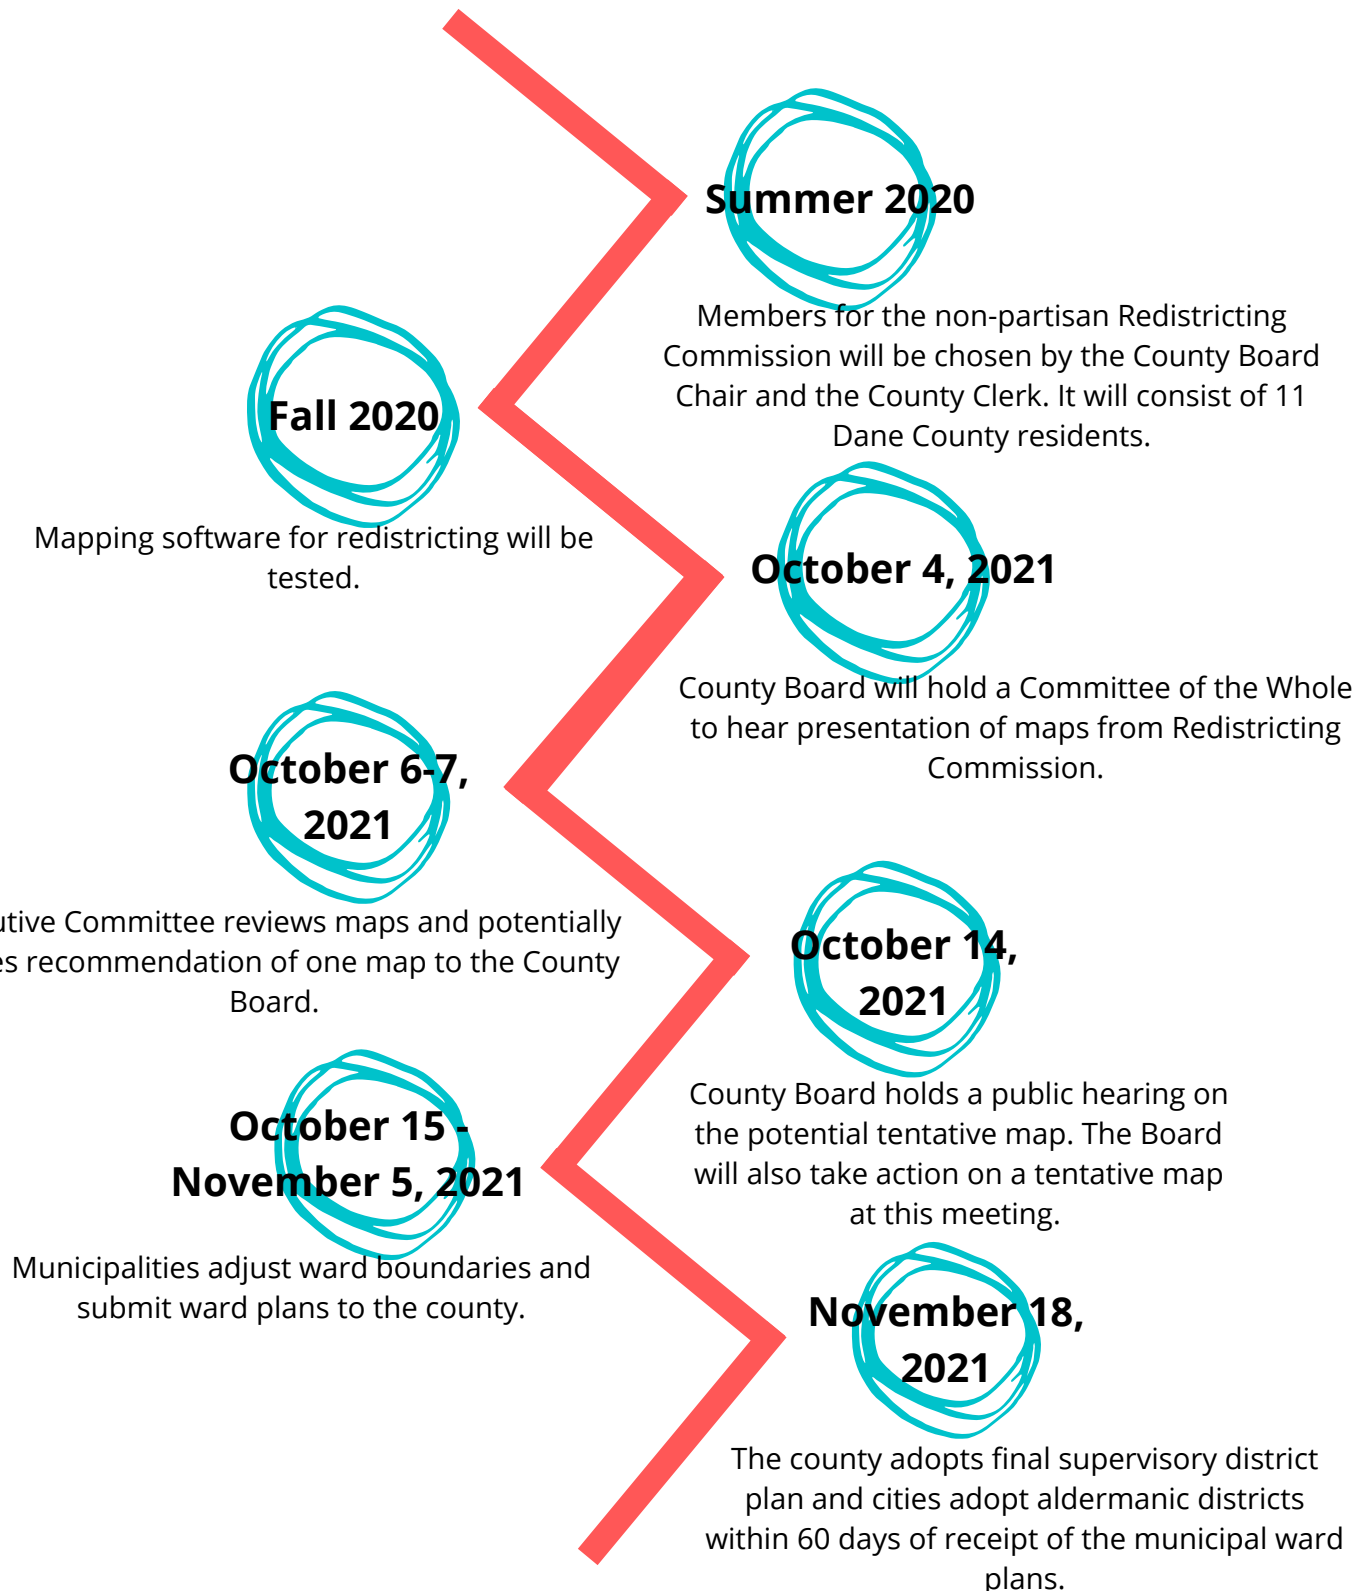 Summer 2020
Members for the non-partisan Redistricting
Commission will be chosen by the County Board
Chair and the County Clerk. It will consist of 11
Dane County residents.
Fall 2020
Mapping software for redistricting will be
tested.
October 4, 2021
County Board will hold a Committee of the Whole
to hear presentation of maps from Redistricting
Commission.
October 6-7,
2021
Committee reviews maps and potentially
recommendation of one map to the County
Board.
October 14,
2021
County Board holds a public hearing on
the potential tentative map. The Board
will also take action on a tentative map
at this meeting.
October 15 -
November 5, 2021
Municipalities adjust ward boundaries and
submit ward plans to the county.
November 18,
2021
The county adopts final supervisory district
plan and cities adopt aldermanic districts
within 60 days of receipt of the municipal ward
plans.